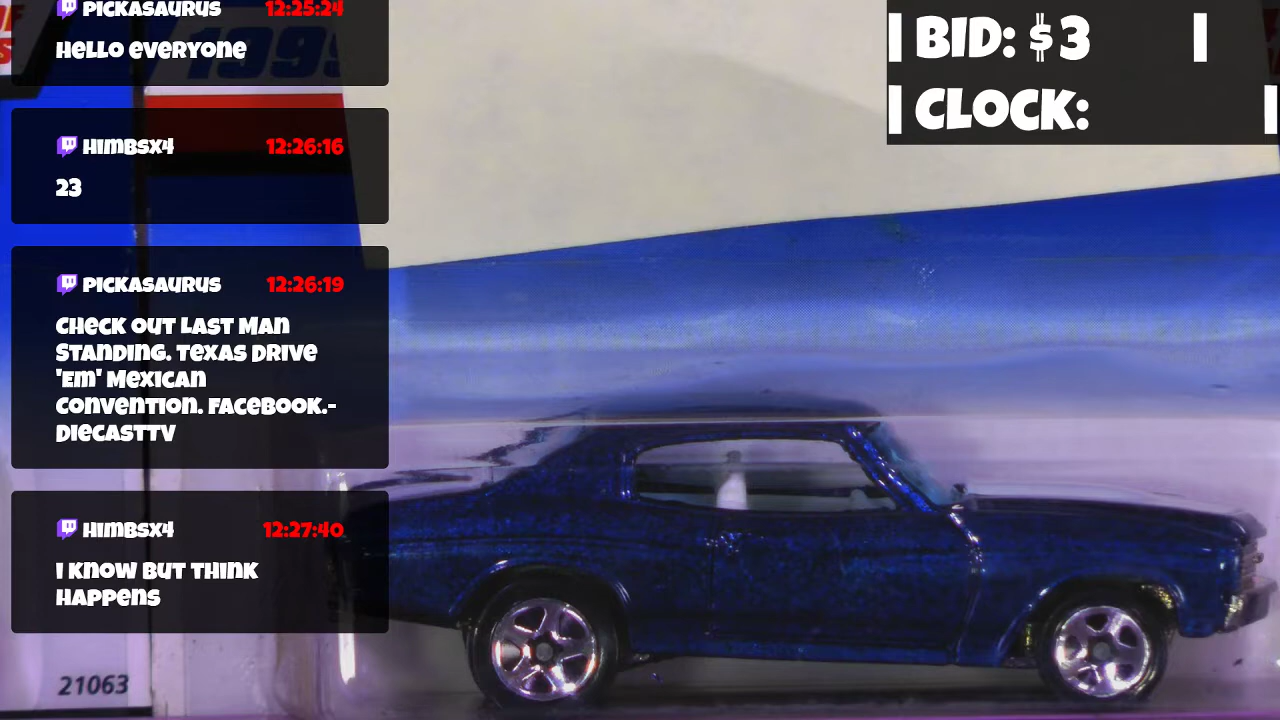 PICKASAURUS 12:25:24
Hello everyone
1999
HIMBSX4 12:26:16
23
PICKASAURUS 12:26:19
Check out Last Man
Standing. Texas Drive
'Em' Mexican
Convention. Facebook.-
DiecastTV
HIMBSX4 12:27:40
I know but think
happens
21063
| BID: $3 |
| CLOCK: |